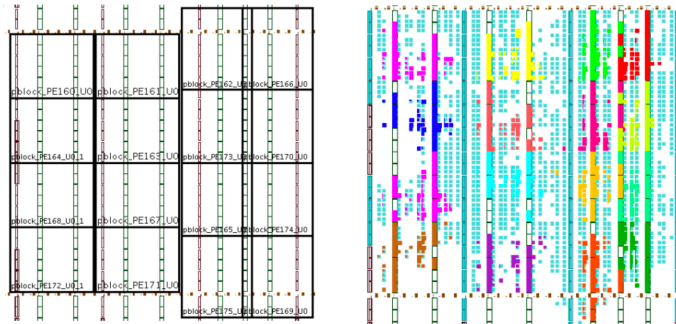 pblock_PE162_U0
pblock_PE166_U0
pblock_PE160_U0
pblock_PE161_U0
pblock_PE164_U0_1
pblock_PE163_U0
pblock_PE173_U0
pblock_PE170_U0
pblock_PE168_U0_1
pblock_PE167_U0
pblock_PE165_U0
pblock_PE174_U0
pblock_PE172_U0_1
pblock_PE171_U0
pblock_PE175_U0
pblock_PE169_U0